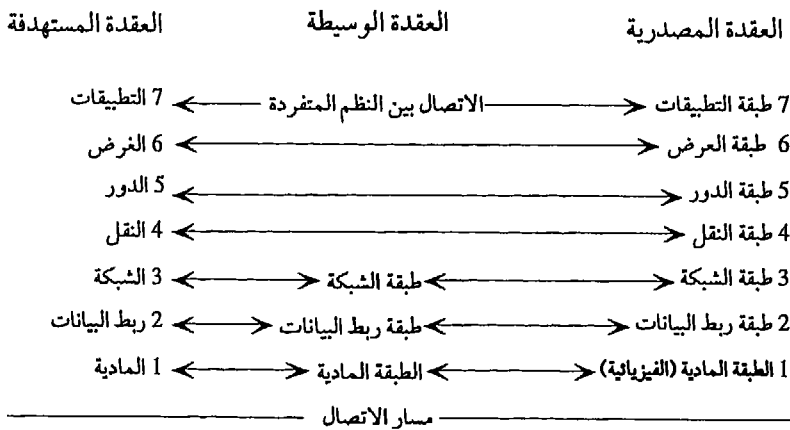 العقدة المصدرية العقدة الوسيطة العقدة المستهدفة
7 طبقة التطبيقات الاتصال بين النظم المتفردة 7 التطبيقات
6 طبقة العرض 6 الغرض
5 طبقة الدور 5 الدور
4 طبقة النقل 4 النقل
3 طبقة الشبكة طبقة الشبكة 3 الشبكة
2 طبقة ربط البيانات طبقة ربط البيانات 2 ربط البيانات
1 الطبقة المادية (الفيزيائية) الطبقة المادية 1 المادية
مسار الاتصال